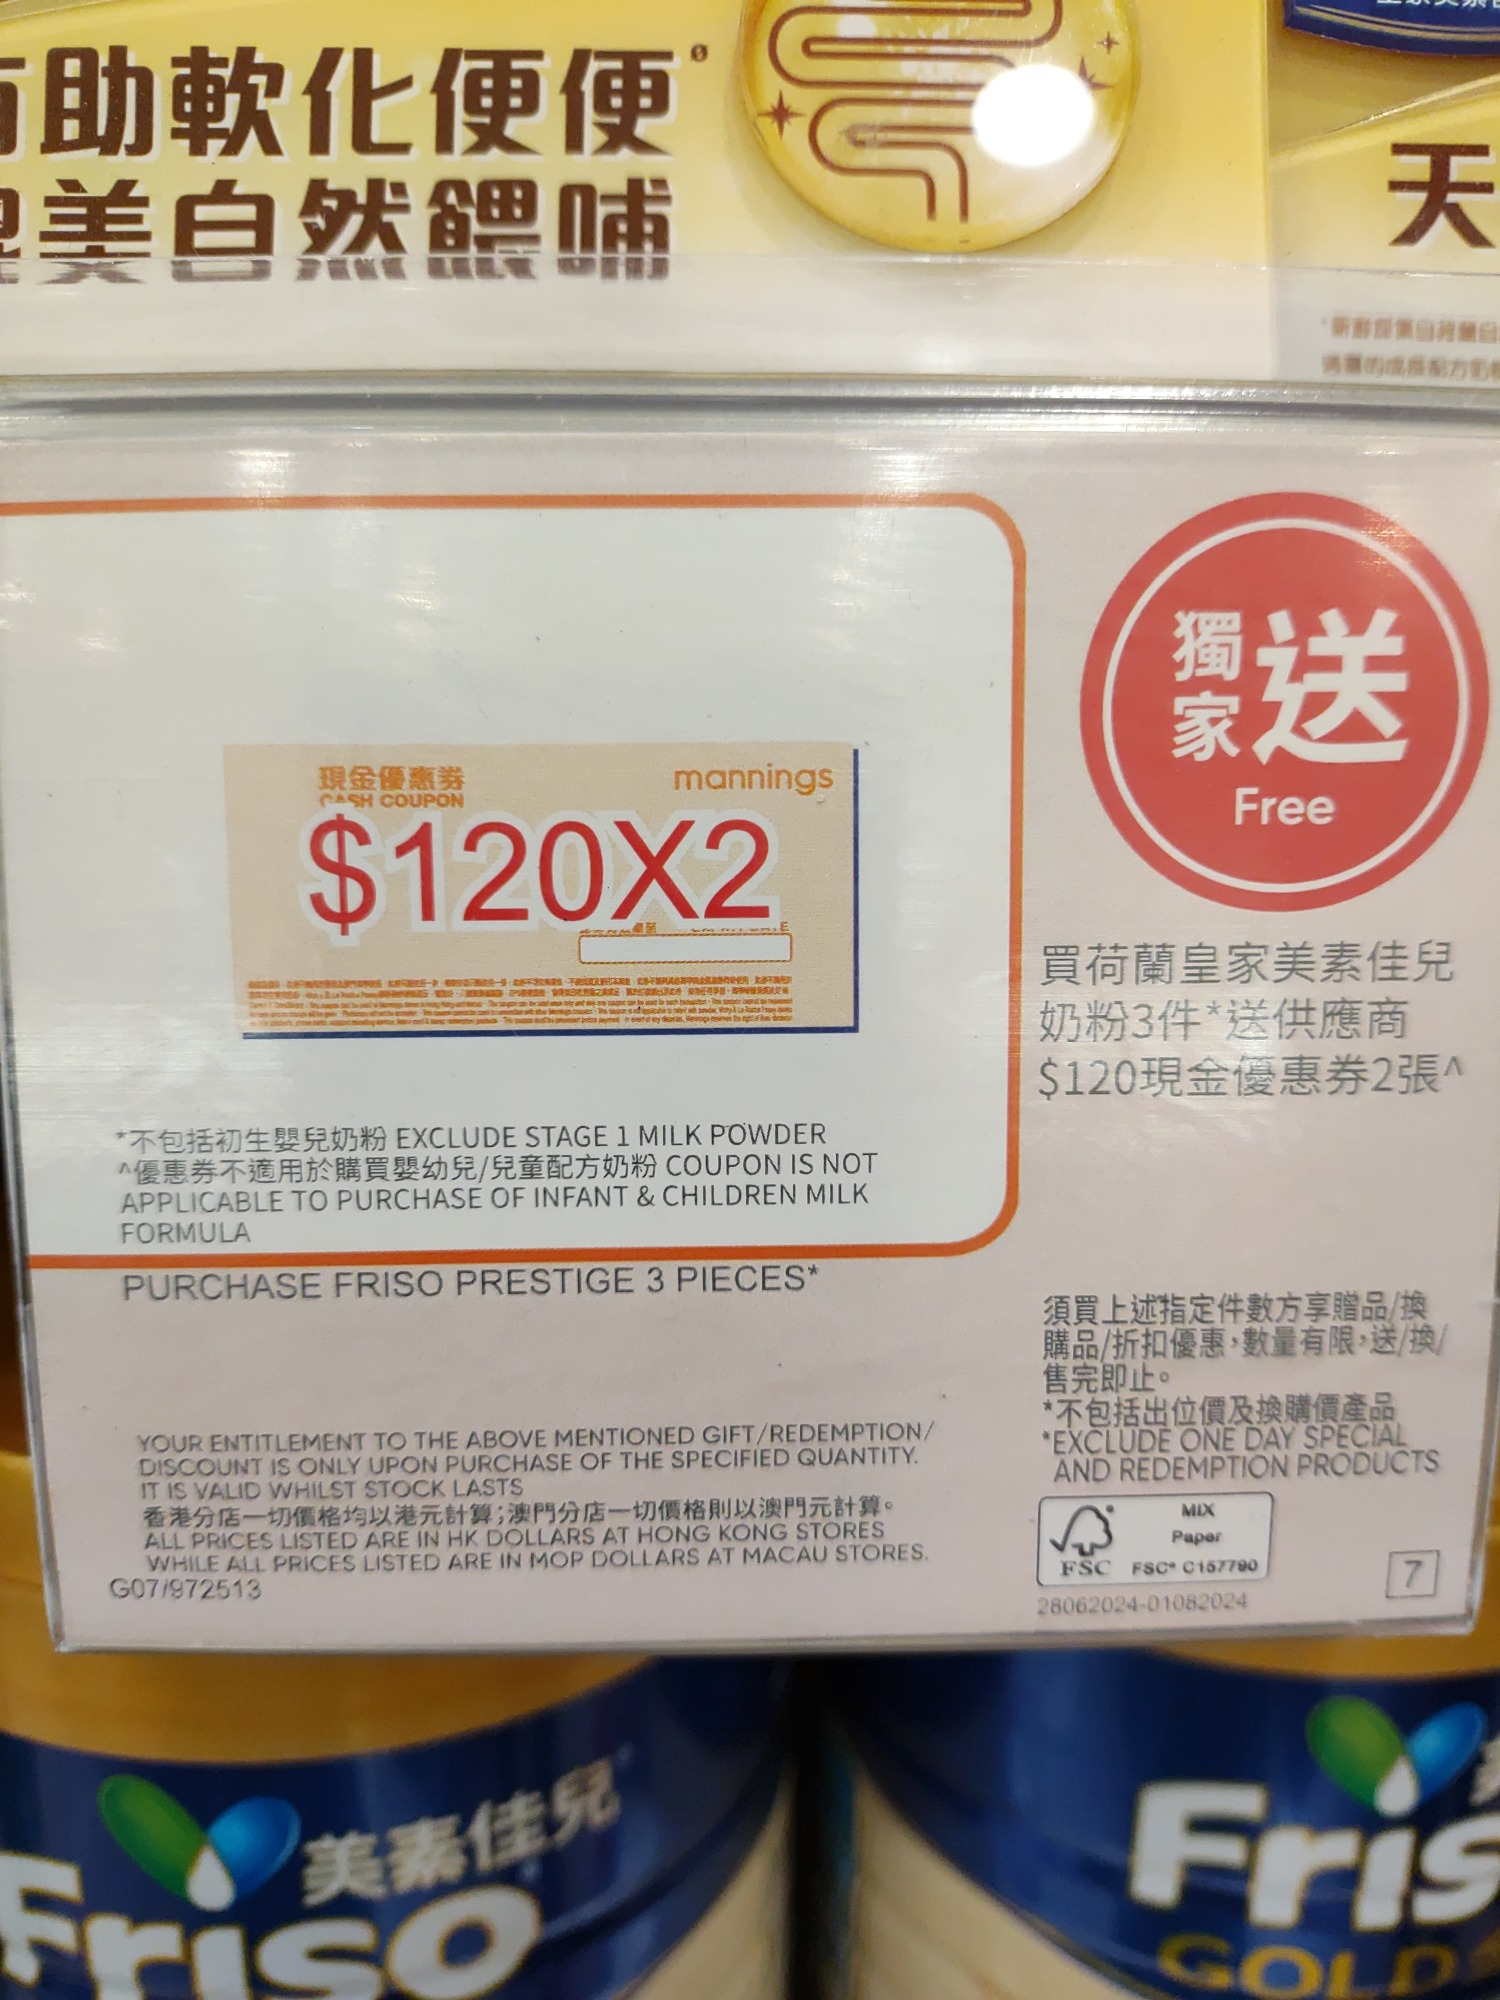 助軟化便便
美自然餵哺
天
現金優惠券
CASH COUPON
mannings
$120X2
獨家送
Free
買荷蘭皇家美素佳兒
奶粉3件*送供應商
$120現金優惠券2張^
*不包括初生嬰兒奶粉 EXCLUDE STAGE 1 MILK POWDER
^優惠券不適用於購買嬰幼兒/兒童配方奶粉 COUPON IS NOT
APPLICABLE TO PURCHASE OF INFANT & CHILDREN MILK
FORMULA
PURCHASE FRISO PRESTIGE 3 PIECES*
須買上述指定件數方享贈品/換
購品/折扣優惠，數量有限，送/換/
售完即止。
*不包括出位價及換購價產品
*EXCLUDE ONE DAY SPECIAL
AND REDEMPTION PRODUCTS
YOUR ENTITLEMENT TO THE ABOVE MENTIONED GIFT/REDEMPTION/
DISCOUNT IS ONLY UPON PURCHASE OF THE SPECIFIED QUANTITY.
IT IS VALID WHILST STOCK LASTS
香港分店一切價格均以港元計算；澳門分店一切價格則以澳門元計算。
ALL PRICES LISTED ARE IN HK DOLLARS AT HONG KONG STORES
WHILE ALL PRICES LISTED ARE IN MOP DOLLARS AT MACAU STORES.
G07/972513
MIX
Paper
FSC FSC® C157790
7
28062024-01082024
美素佳兒
Friso
Fris
GOLD